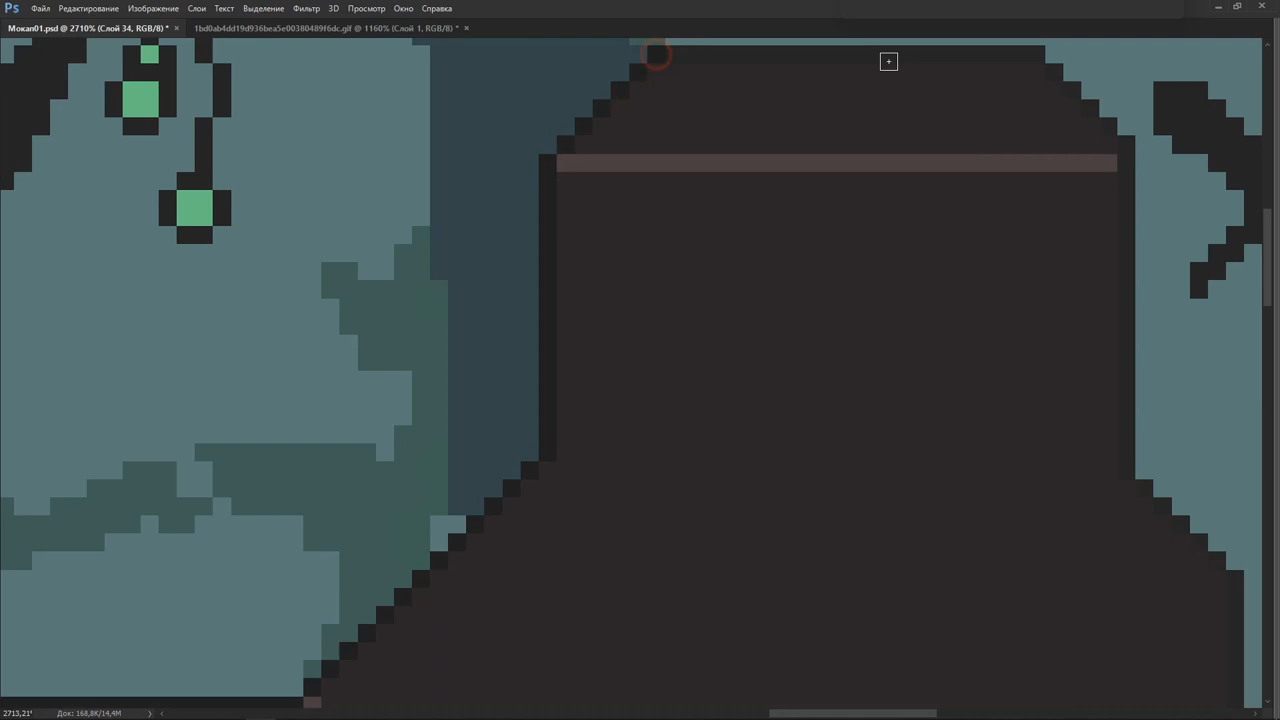 Ps Файл Редактирование Изображение Слои Текст Выделение Фильтр 3D Просмотр Окно Справка
Мокап01.psd @ 2710% (Слой 34, RGB/8) * × 1bd0ab4dd19d936bea5e00380489f6dc.gif @ 1160% (Слой 1, RGB/8) * ×
2713,21% Док: 168,8K/14,4M